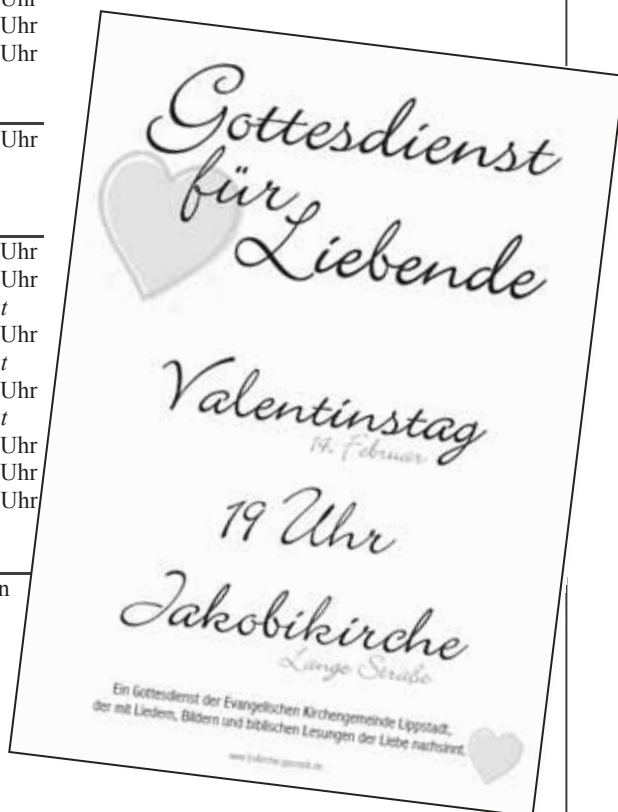 Uhr
Uhr
Uhr
Uhr
Uhr
Uhr
t
Uhr
t
Uhr
t
Uhr
Uhr
Uhr
n
Gottesdienst
für
Liebende
Valentinstag
14. Februar
19 Uhr
Jakobikirche
Lange Straße
Ein Gottesdienst der Evangelischen Kirchengemeinde Lippstadt,
der mit Liedern, Bildern und biblischen Lesungen der Liebe nachsinnt.